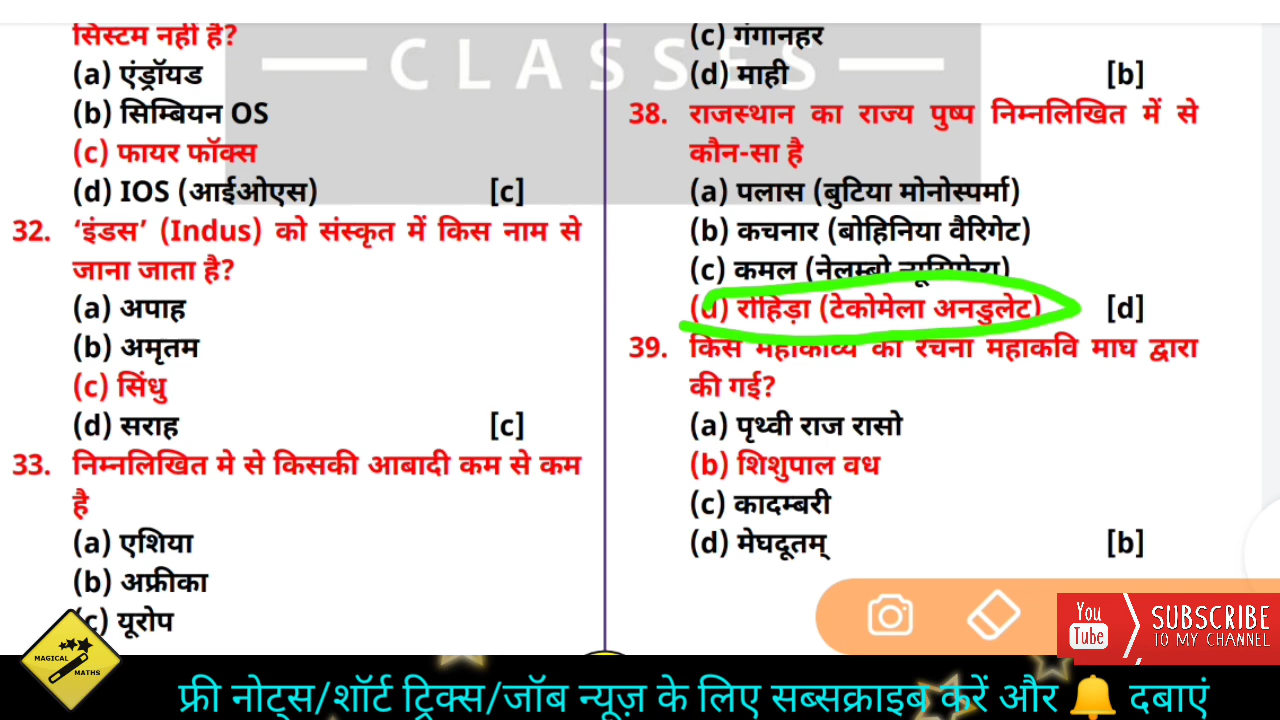 CLASSES
सिस्टम नही है?
(a) एंड्रॉयड
(b) सिम्बियन OS
(c) फायर फॉक्स
(d) IOS (आईओएस) [c]
32. ‘इंडस’ (Indus) को संस्कृत में किस नाम से
जाना जाता है?
(a) अपाह
(b) अमृतम
(c) सिंधु
(d) सराह [c]
33. निम्नलिखित मे से किसकी आबादी कम से कम
है
(a) एशिया
(b) अफ्रीका
(c) यूरोप
(c) गंगानहर
(d) माही [b]
38. राजस्थान का राज्य पुष्प निम्नलिखित में से
कौन-सा है
(a) पलास (बुटिया मोनोस्पर्मा)
(b) कचनार (बोहिनिया वैरिगेट)
(c) कमल (नेलम्बो न्यूसिफेरा)
(d) रोहिड़ा (टेकोमेला अनडुलेट) [d]
39. किस महाकाव्य की रचना महाकवि माघ द्वारा
की गई?
(a) पृथ्वी राज रासो
(b) शिशुपाल वध
(c) कादम्बरी
(d) मेघदूतम् [b]
You
Tube
SUBSCRIBE
TO MY CHANNEL
MAGICAL
MATHS
फ्री नोट्स/शॉर्ट ट्रिक्स/जॉब न्यूज़ के लिए सब्सक्राइब करें और दबाएं